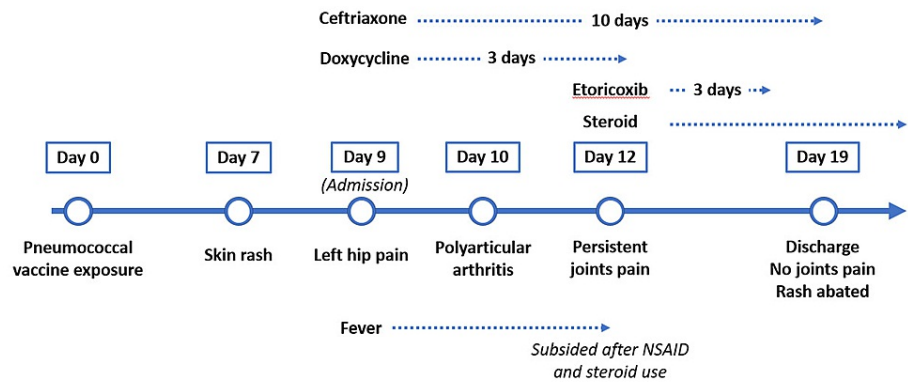 Ceftriaxone 10 days
Doxycycline 3 days
Etoricoxib 3 days
Steroid
Day 0 Day 7 Day 9 Day 10 Day 12 Day 19
(Admission)
Pneumococcal
vaccine exposure
Skin rash
Left hip pain
Polyarticular
arthritis
Persistent
joints pain
Discharge
No joints pain
Rash abated
Fever
Subsided after NSAID
and steroid use